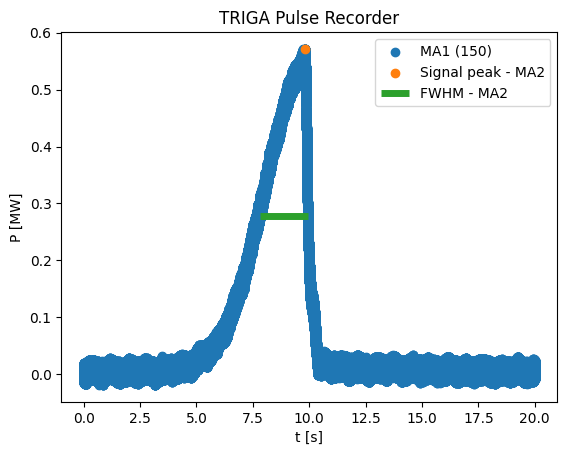 TRIGA Pulse Recorder
0.6
0.5
0.4
0.3
0.2
0.1
0.0
P [MW]
MA1 (150)
Signal peak - MA2
FWHM - MA2
0.0 2.5 5.0 7.5 10.0 12.5 15.0 17.5 20.0
t [s]